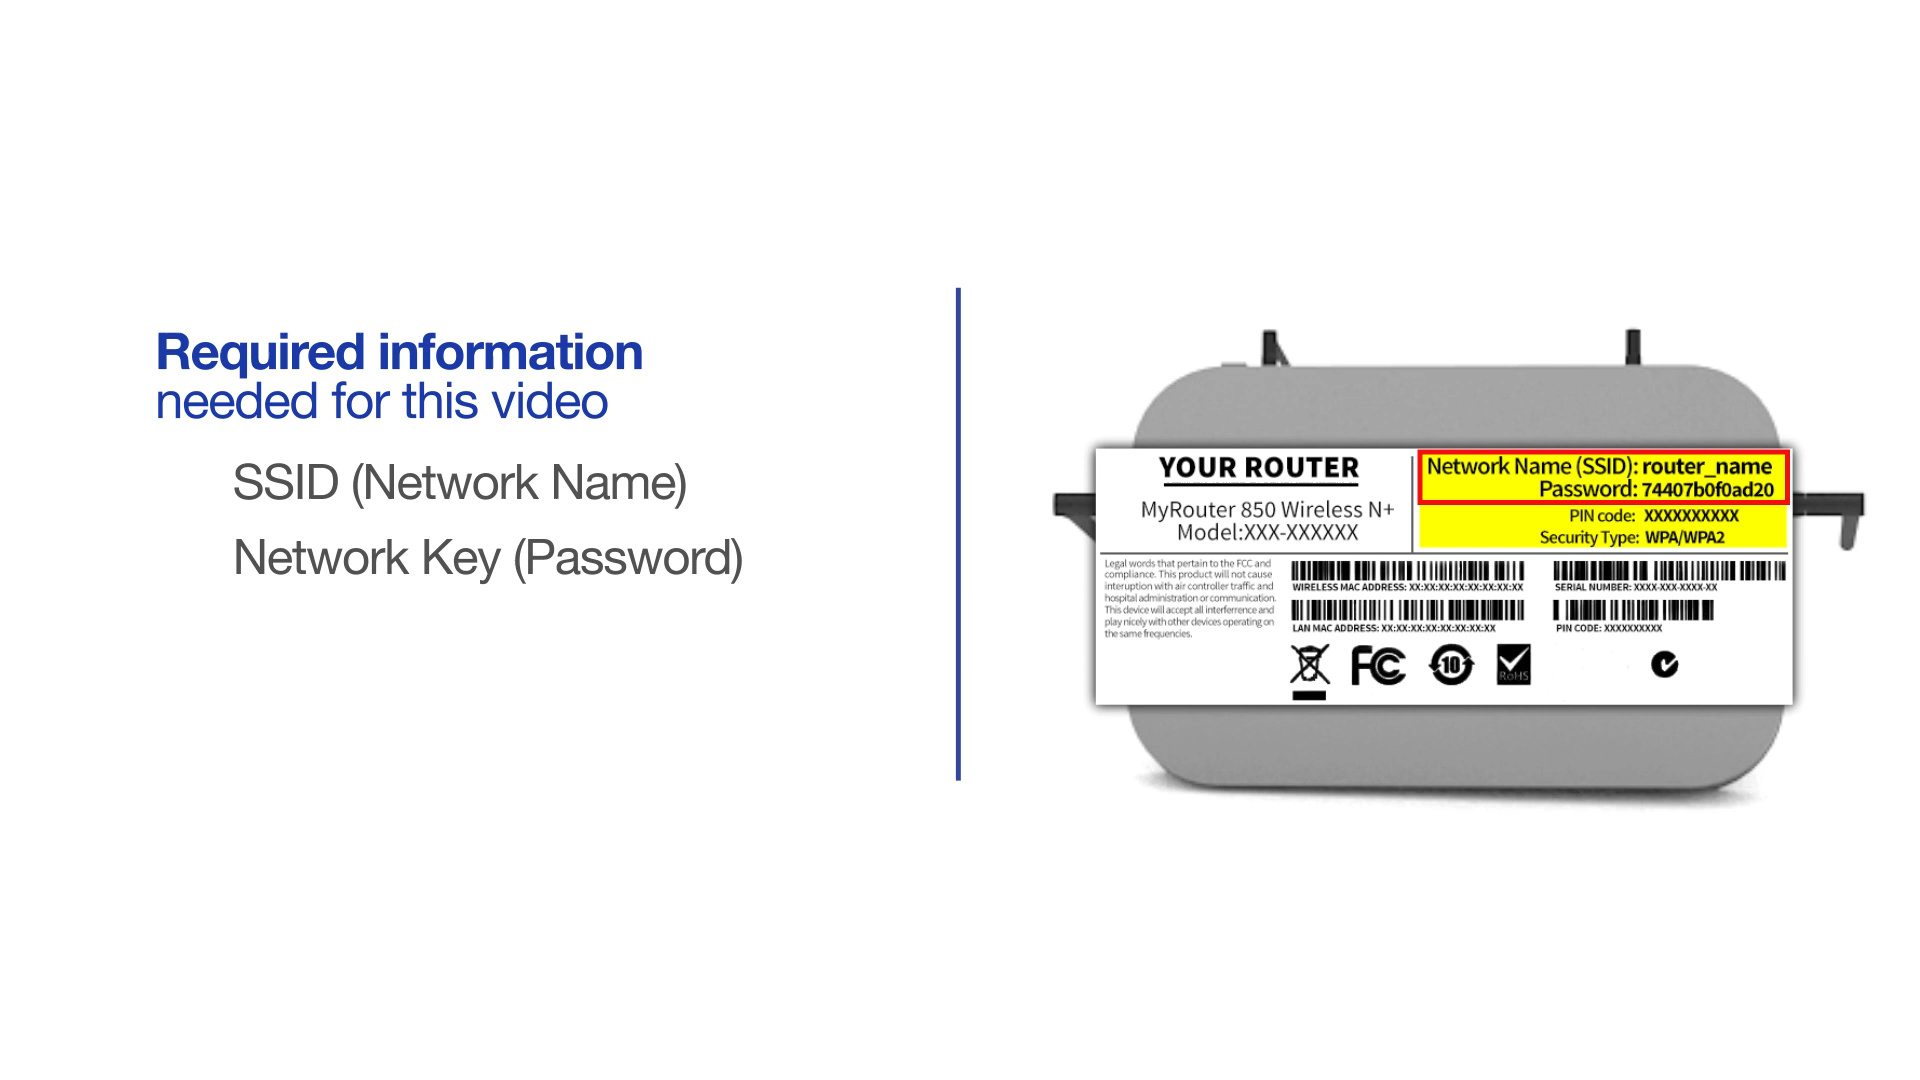 Required information
needed for this video
SSID (Network Name)
Network Key (Password)
YOUR ROUTER
MyRouter 850 Wireless N+
Model:XXX-XXXXXX
Network Name (SSID): router_name
Password: 74407b0f0ad20
PIN code: XXXXXXXXXX
Security Type: WPA/WPA2
Legal words that pertain to the FCC and
compliance. This product will not cause
interuption with air controller traffic and
hospital administration or communication.
This device will accept all interferrence and
play nicely with other devices operating on
the same frequencies.
WIRELESS MAC ADDRESS: XX:XX:XX:XX:XX:XX:XX:XX
SERIAL NUMBER: XXXX-XXX-XXXX-XX
LAN MAC ADDRESS: XX:XX:XX:XX:XX:XX:XX:XX
PIN CODE: XXXXXXXXXX
FC
10
RoHS